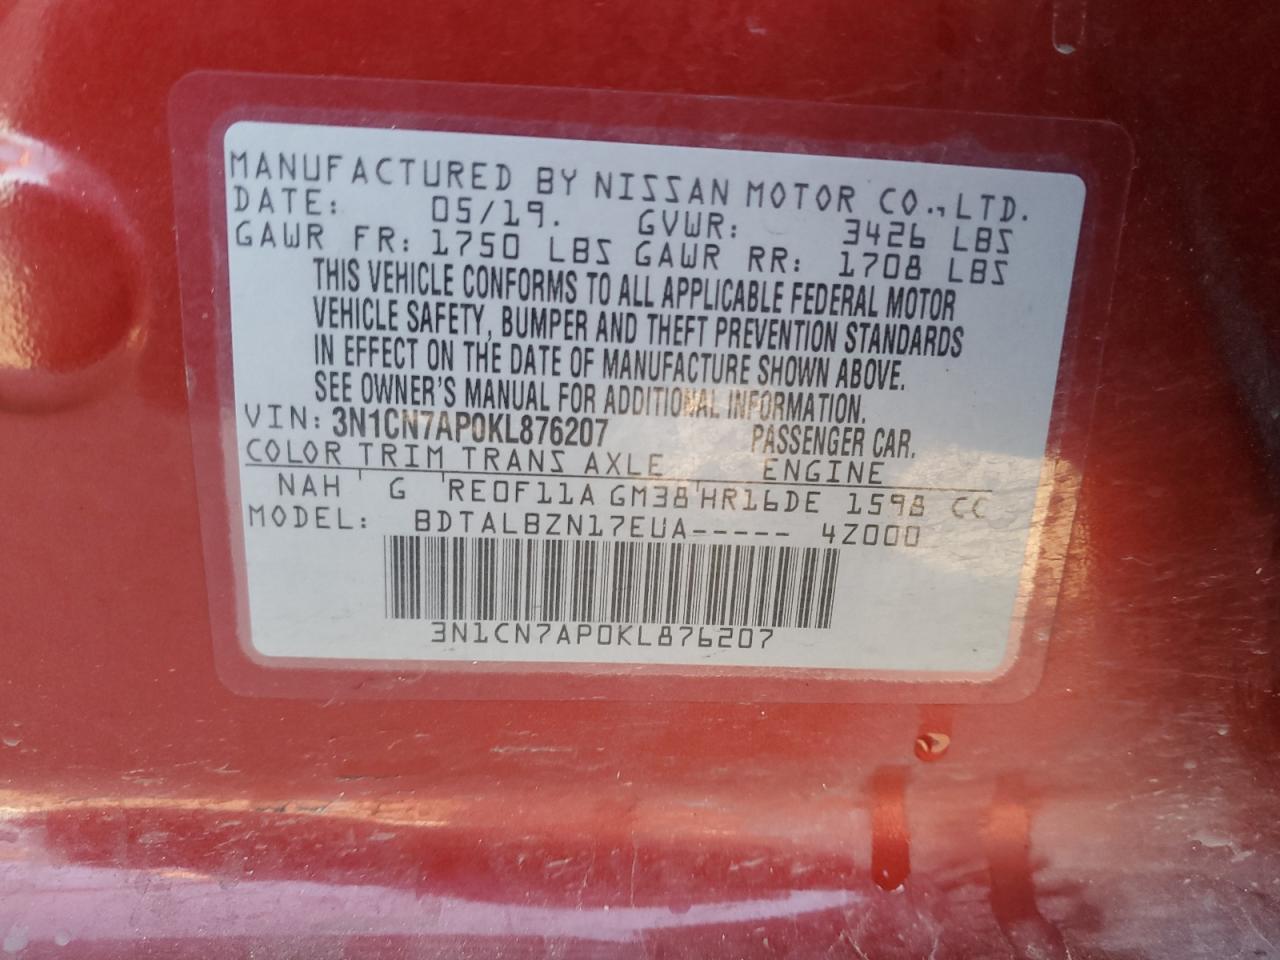 MANUFACTURED BY NISSAN MOTOR CO.,LTD.
DATE: 05/19. GVWR: 3426 LBS
GAWR FR: 1750 LBS GAWR RR: 1708 LBS
THIS VEHICLE CONFORMS TO ALL APPLICABLE FEDERAL MOTOR
VEHICLE SAFETY, BUMPER AND THEFT PREVENTION STANDARDS
IN EFFECT ON THE DATE OF MANUFACTURE SHOWN ABOVE.
SEE OWNER'S MANUAL FOR ADDITIONAL INFORMATION.
VIN: 3N1CN7AP0KL876207 PASSENGER CAR.
COLOR TRIM TRANS AXLE ENGINE
NAH G RE0F11A GM38 HR16DE 1598 CC
MODEL: BDTALBZN17EUA----- 4Z000
3N1CN7AP0KL876207